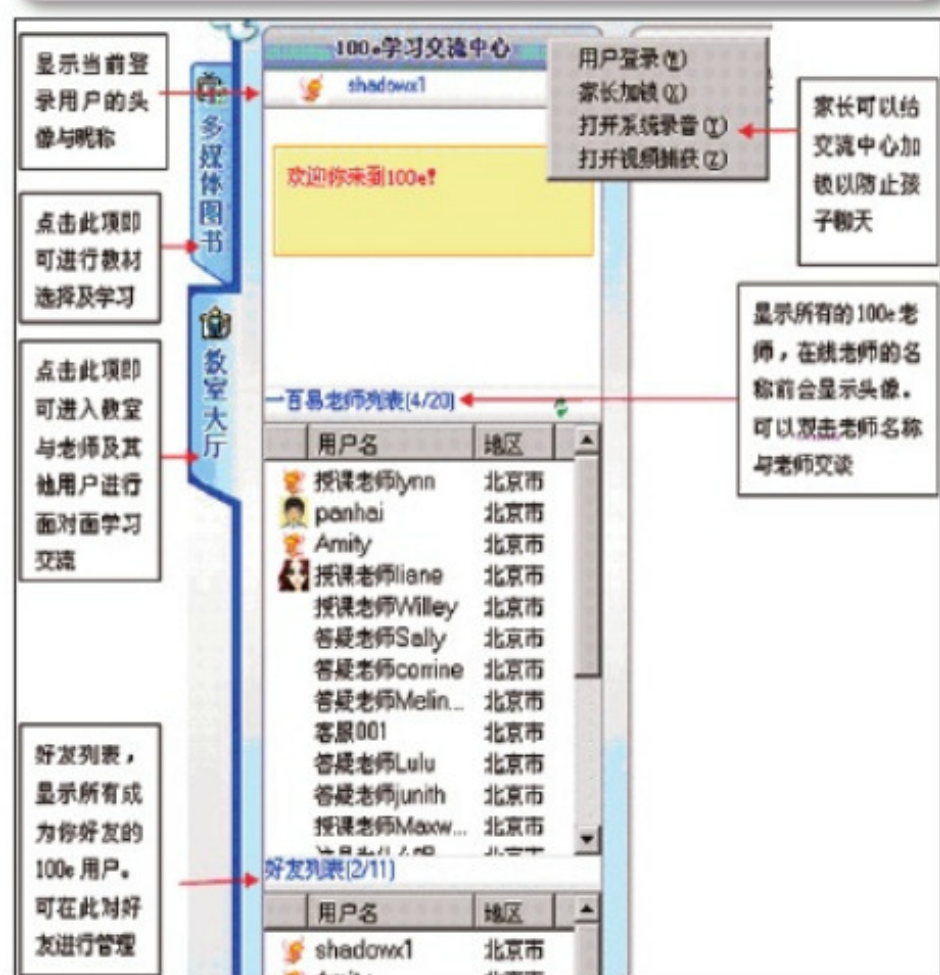 显示当前登
录用户的头
像与昵称
点击此项即
可进行教材
选择及学习
点击此项即
可进入教室
与老师及其
他用户进行
面对面学习
交流
好友列表，
显示所有成
为你好友的
100e 用户。
可在此对好
友进行管理
多媒体图书
教室大厅
100e学习交流中心
shadowx1
欢迎你来到100e!
用户登录(W)
家长加锁(X)
打开系统录音(Y)
打开视频捕获(Z)
家长可以给
交流中心加
锁以防止孩
子聊天
显示所有的100e老
师，在线老师的名
称前会显示头像。
可以双击老师名称
与老师交谈
一百易老师列表(4/20)
用户名 地区
授课老师lynn 北京市
panhai 北京市
Amity 北京市
授课老师liane 北京市
授课老师Willey 北京市
答疑老师Sally 北京市
答疑老师corrine 北京市
答疑老师Melin... 北京市
客服001 北京市
答疑老师Lulu 北京市
答疑老师junith 北京市
授课老师Maxw... 北京市
好友列表(2/11)
用户名 地区
shadowx1 北京市